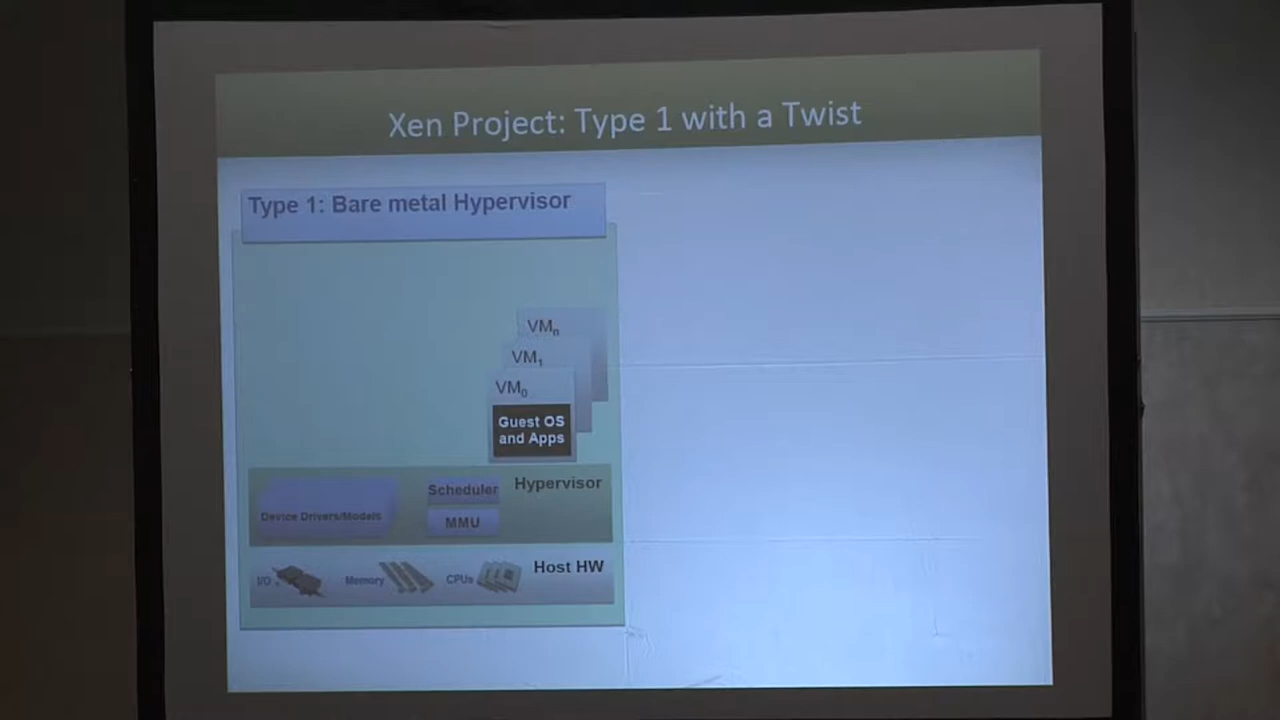 Xen Project: Type 1 with a Twist
Type 1: Bare metal Hypervisor
VMn
VM1
VM0
Guest OS
and Apps
Scheduler
Hypervisor
Device Drivers/Models
MMU
I/O
Memory
CPUs
Host HW